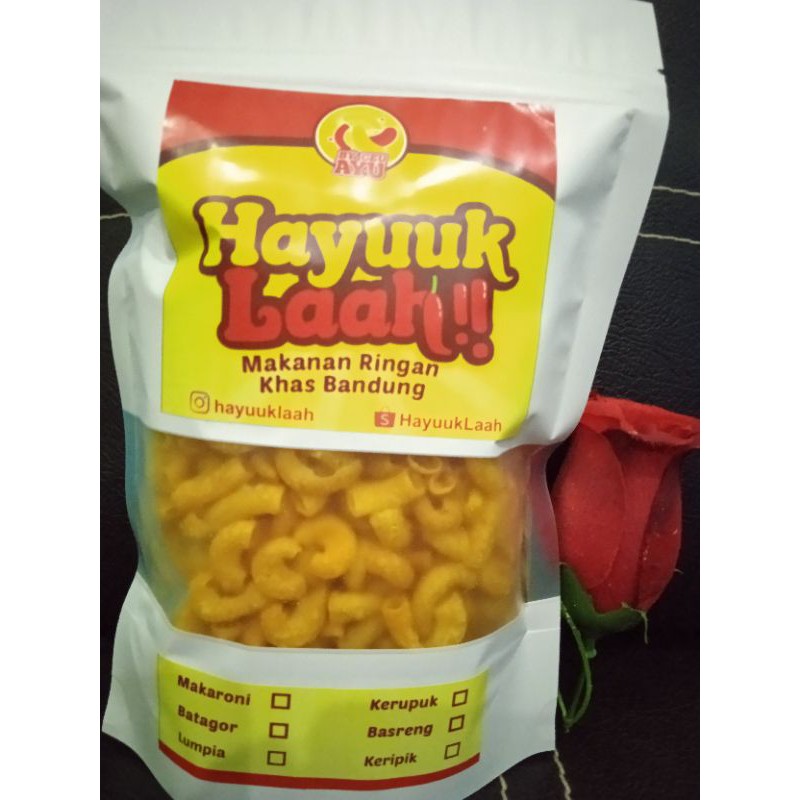 AYU
Hayuuk
Laah!!
Makanan Ringan
Khas Bandung
hayuuklaah
S HayuukLaah
Makaroni
Kerupuk
Batagor
Basreng
Lumpia
Keripik